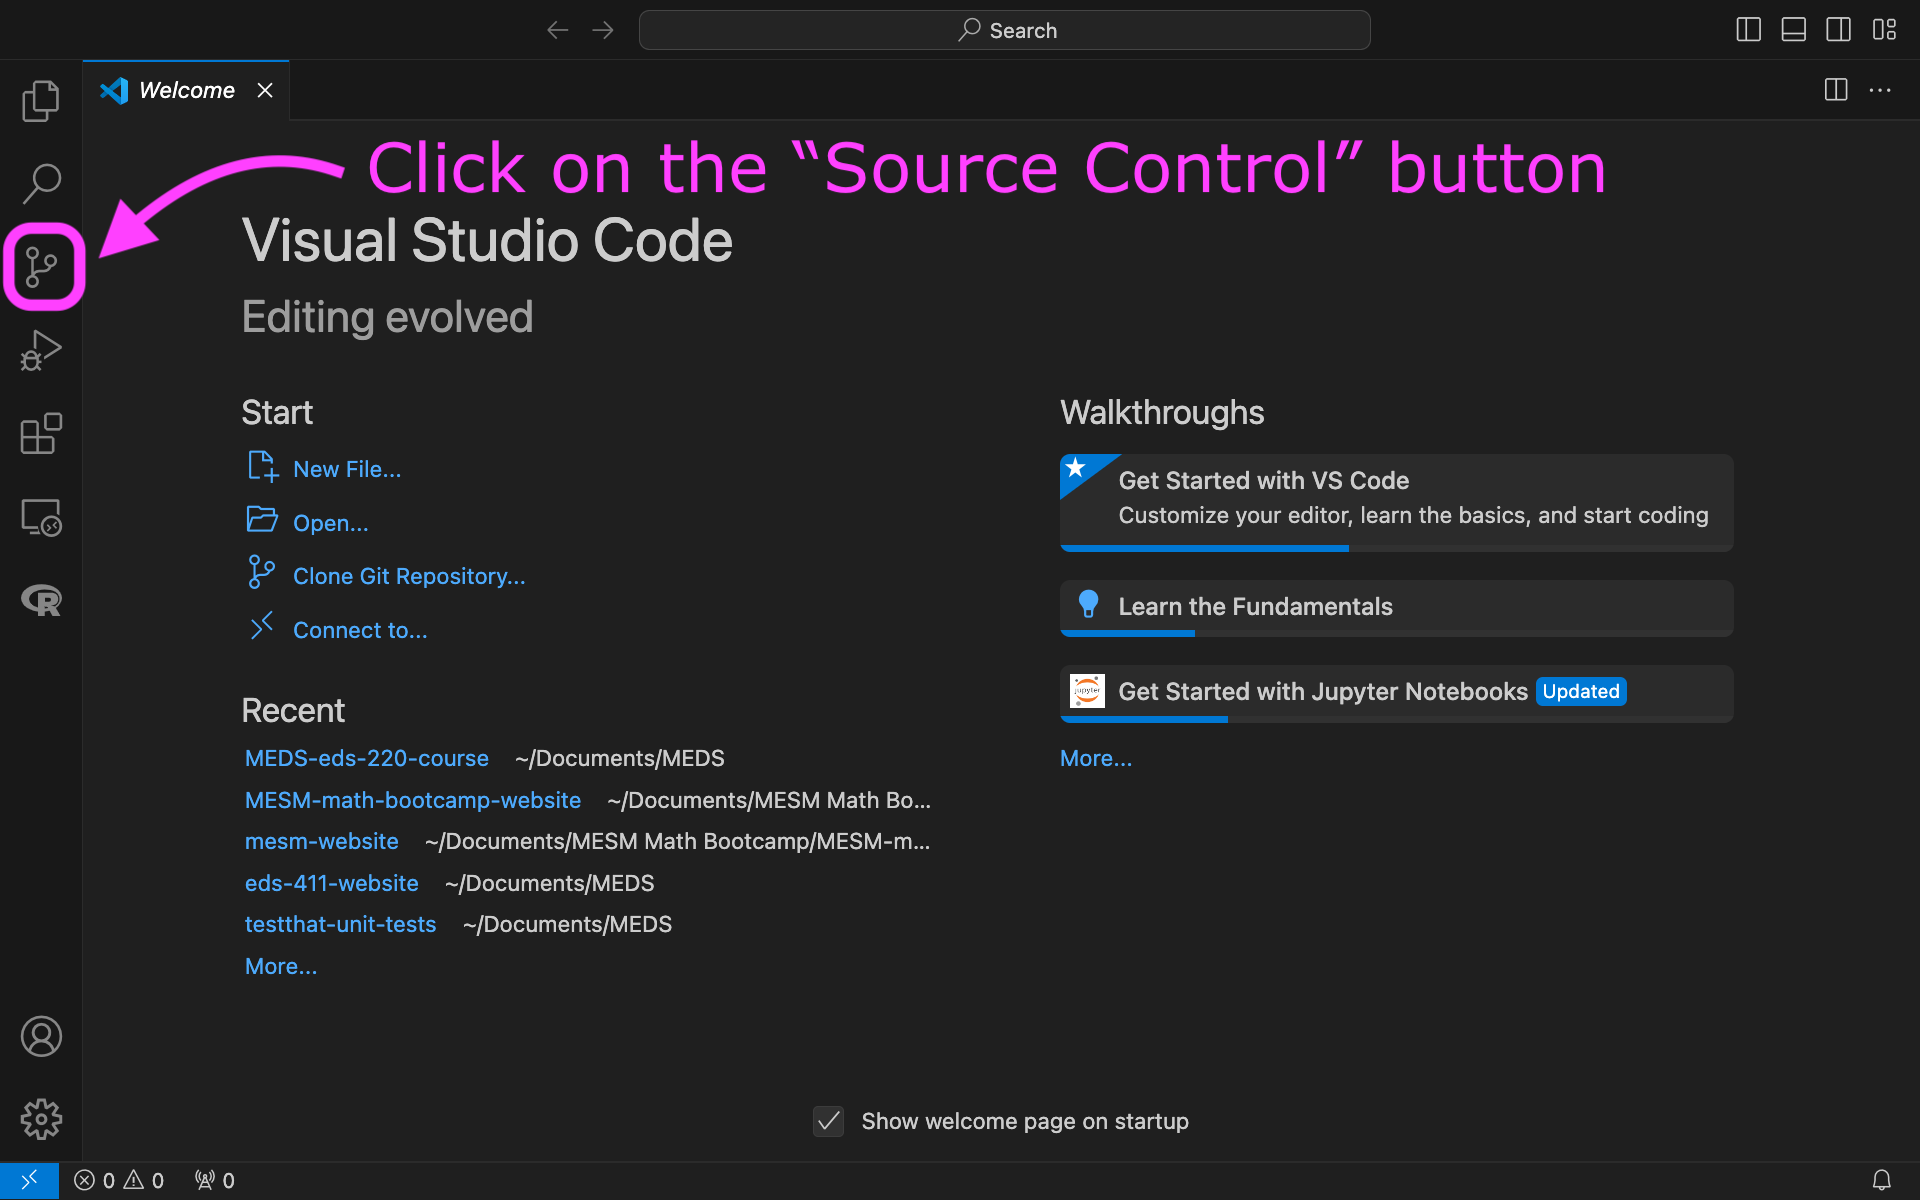 Search
Welcome
Click on the “Source Control” button
Visual Studio Code
Editing evolved
Start
New File...
Open...
Clone Git Repository...
Connect to...
Recent
MEDS-eds-220-course ~/Documents/MEDS
MESM-math-bootcamp-website ~/Documents/MESM Math Bo...
mesm-website ~/Documents/MESM Math Bootcamp/MESM-m...
eds-411-website ~/Documents/MEDS
testthat-unit-tests ~/Documents/MEDS
More...
Walkthroughs
Get Started with VS Code
Customize your editor, learn the basics, and start coding
Learn the Fundamentals
jupyter
Get Started with Jupyter Notebooks Updated
More...
Show welcome page on startup
0 0 0